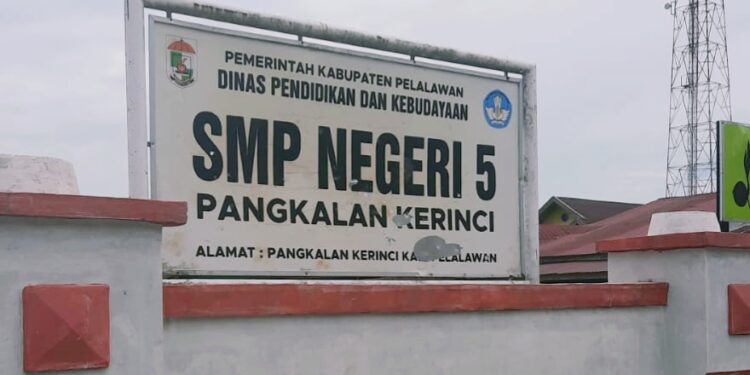 PEMERINTAH KABUPATEN PELALAWAN
DINAS PENDIDIKAN DAN KEBUDAYAAN
SMP NEGERI 5
PANGKALAN KERINCI
ALAMAT : PANGKALAN KERINCI KAB PELALAWAN